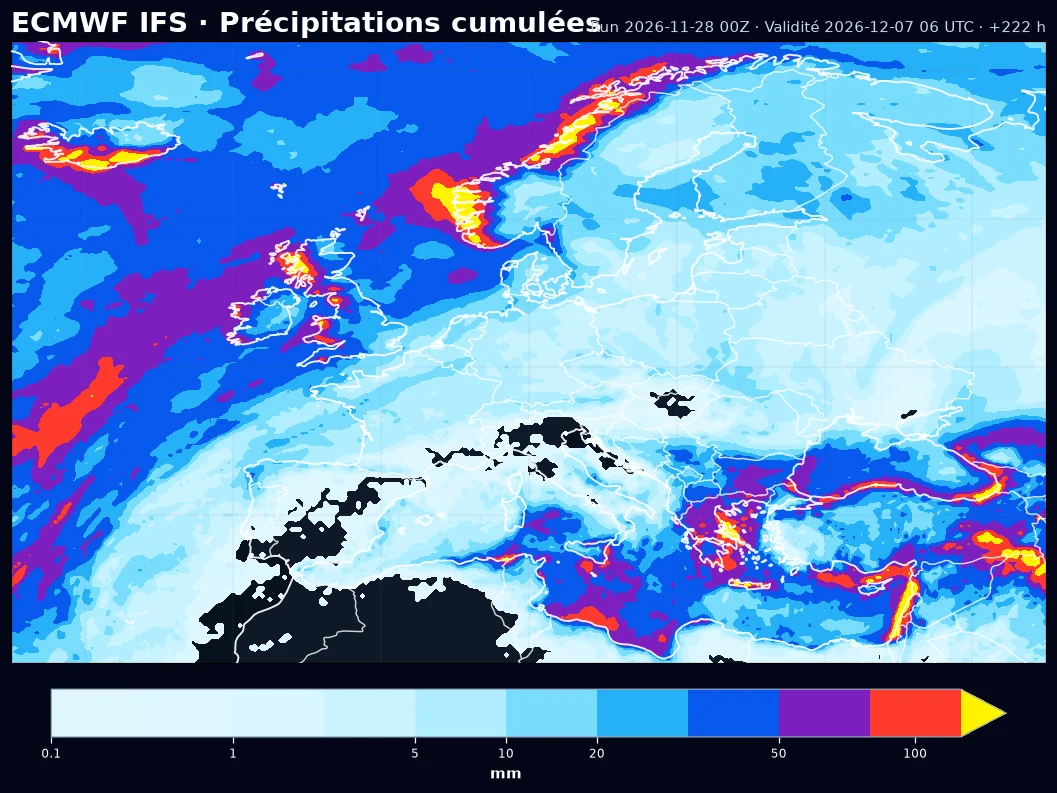 ECMWF IFS · Précipitations cumulées
Run 2026-11-28 00Z · Validité 2026-12-07 06 UTC · +222 h
0.1 1 5 10 20 50 100
mm